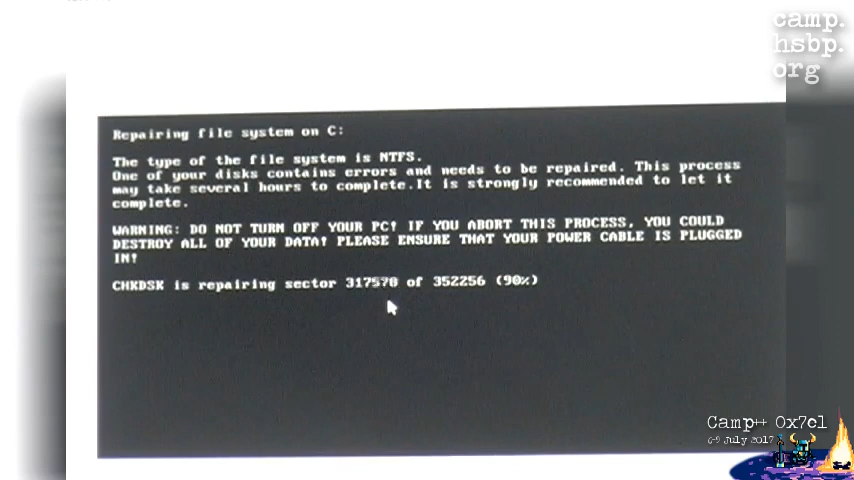 camp.
hsbp.
org
Repairing file system on C:
The type of the file system is NTFS.
One of your disks contains errors and needs to be repaired. This process
may take several hours to complete.It is strongly recommended to let it
complete.
WARNING: DO NOT TURN OFF YOUR PC! IF YOU ABORT THIS PROCESS, YOU COULD
DESTROY ALL OF YOUR DATA! PLEASE ENSURE THAT YOUR POWER CABLE IS PLUGGED
IN!
CHKDSK is repairing sector 317570 of 352256 (90%)
Camp++ 0x7e1
6-9 July 2017